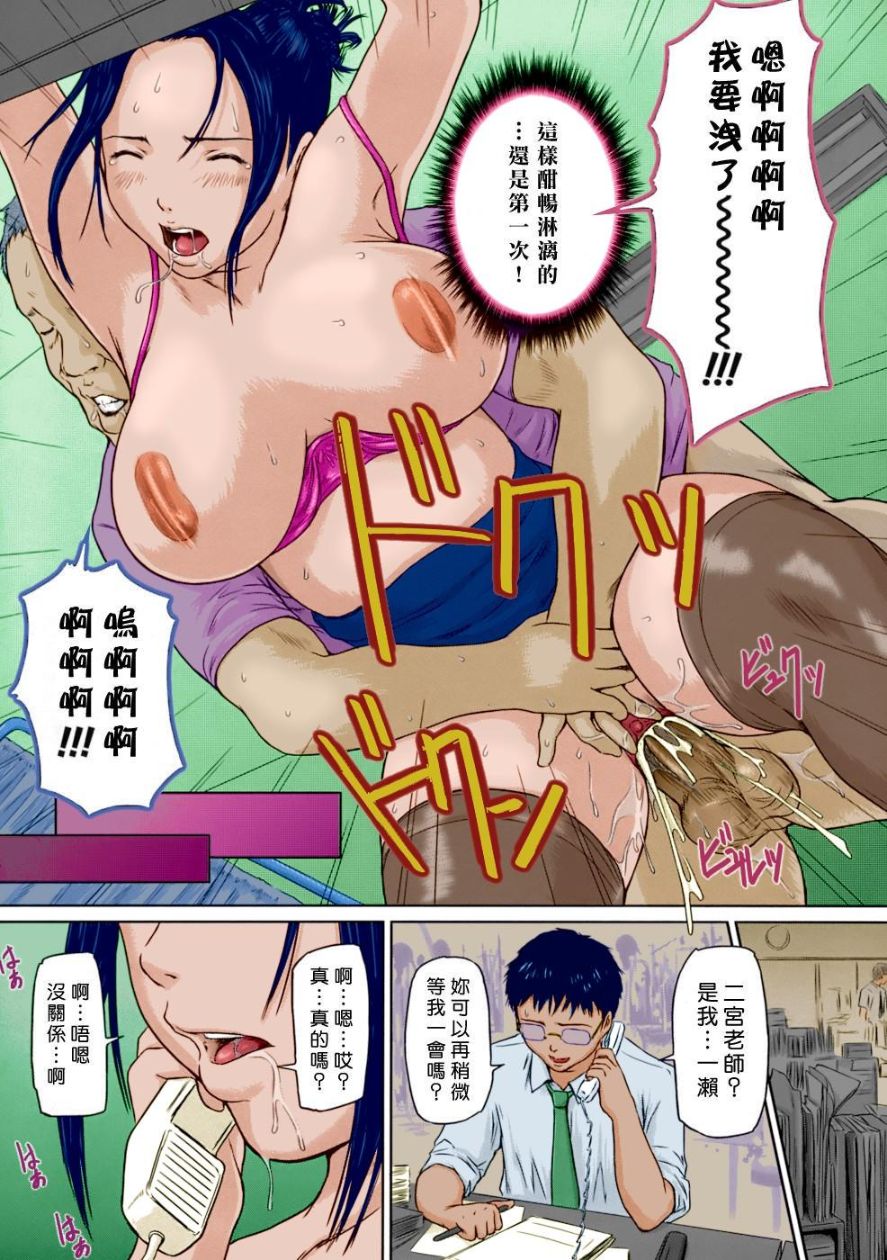 嗯啊啊啊啊
我要洩了～～～～～!!!
這樣酣暢淋漓的
…還是第一次！
ドクッ
ビュクッ
嗚啊啊啊
啊啊啊!!!
ドクン
ビュルッ
二宮老師？
是我…一瀨
妳可以再稍微
等我一會嗎？
啊…嗯…哎？
真…真的嗎？
啊…唔嗯
沒關係…啊
はぁ
はぁ
はぁ